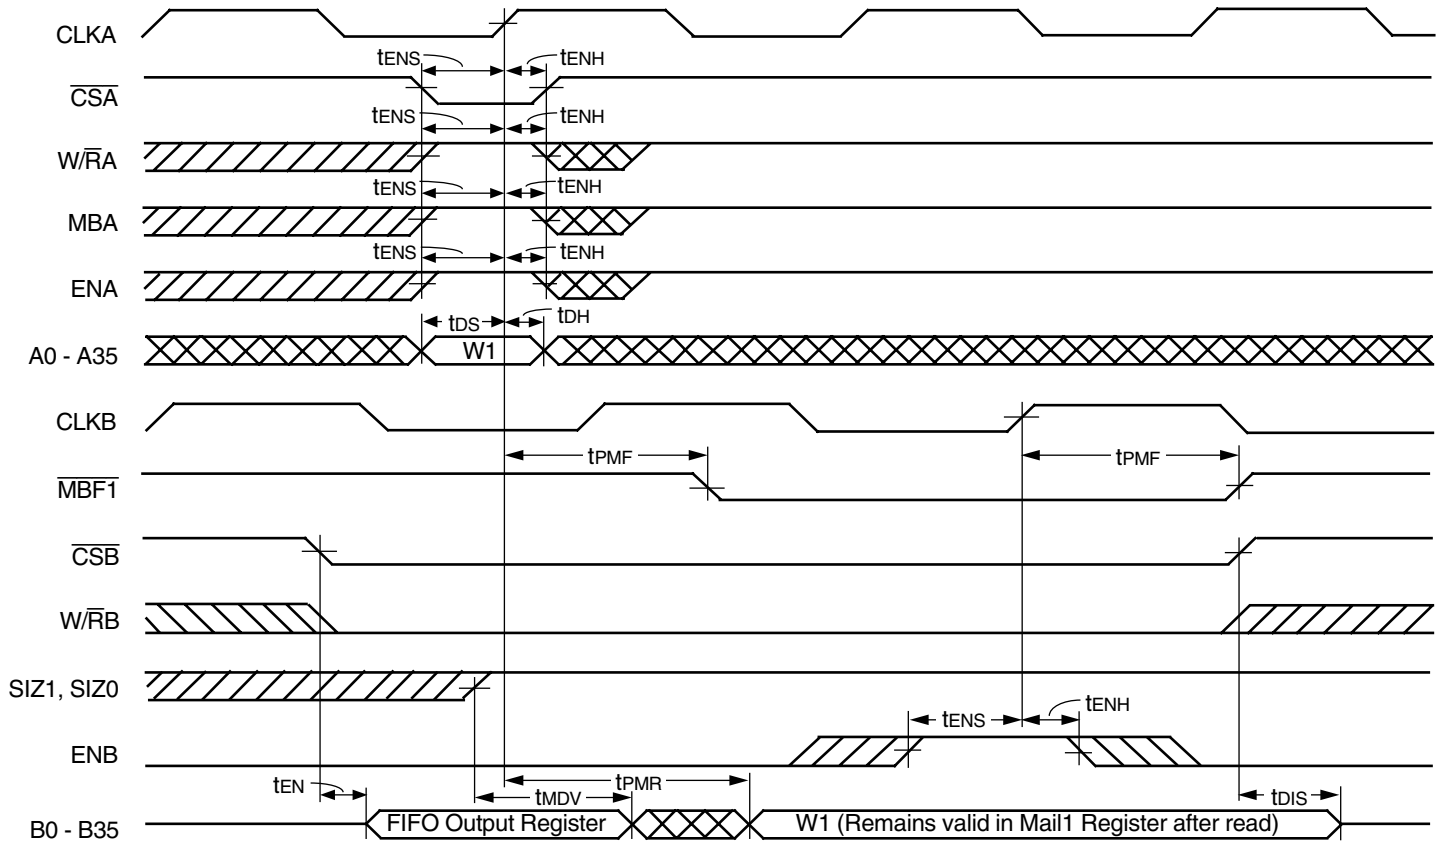 CLKA
tENS tENH
CSA
tENS tENH
W/RA
tENS tENH
MBA
tENS tENH
ENA
tDS tDH
A0 - A35 W1
CLKB
tPMF tPMF
MBF1
CSB
W/RB
SIZ1, SIZ0
tENS tENH
ENB
tEN tMDV tPMR tDIS
B0 - B35 FIFO Output Register W1 (Remains valid in Mail1 Register after read)